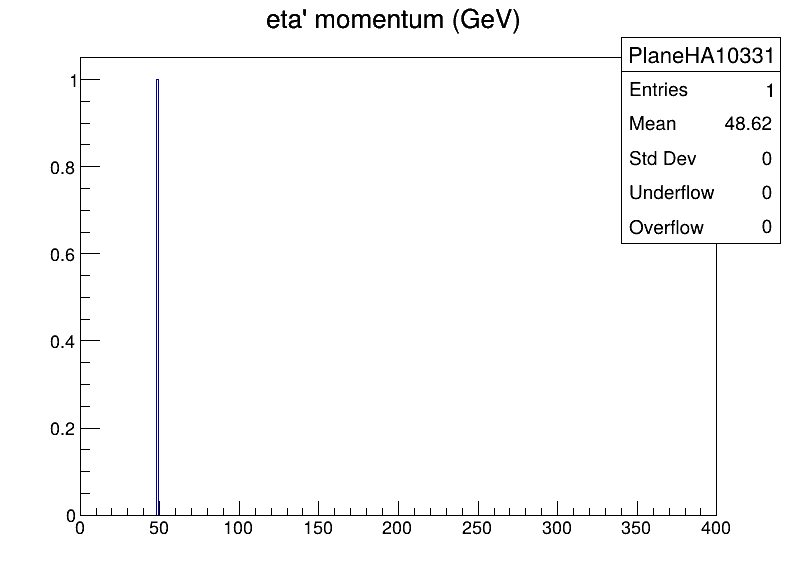 eta' momentum (GeV)
PlaneHA10331
Entries 1
Mean 48.62
Std Dev 0
Underflow 0
Overflow 0
1
0.8
0.6
0.4
0.2
0
0 50 100 150 200 250 300 350 400